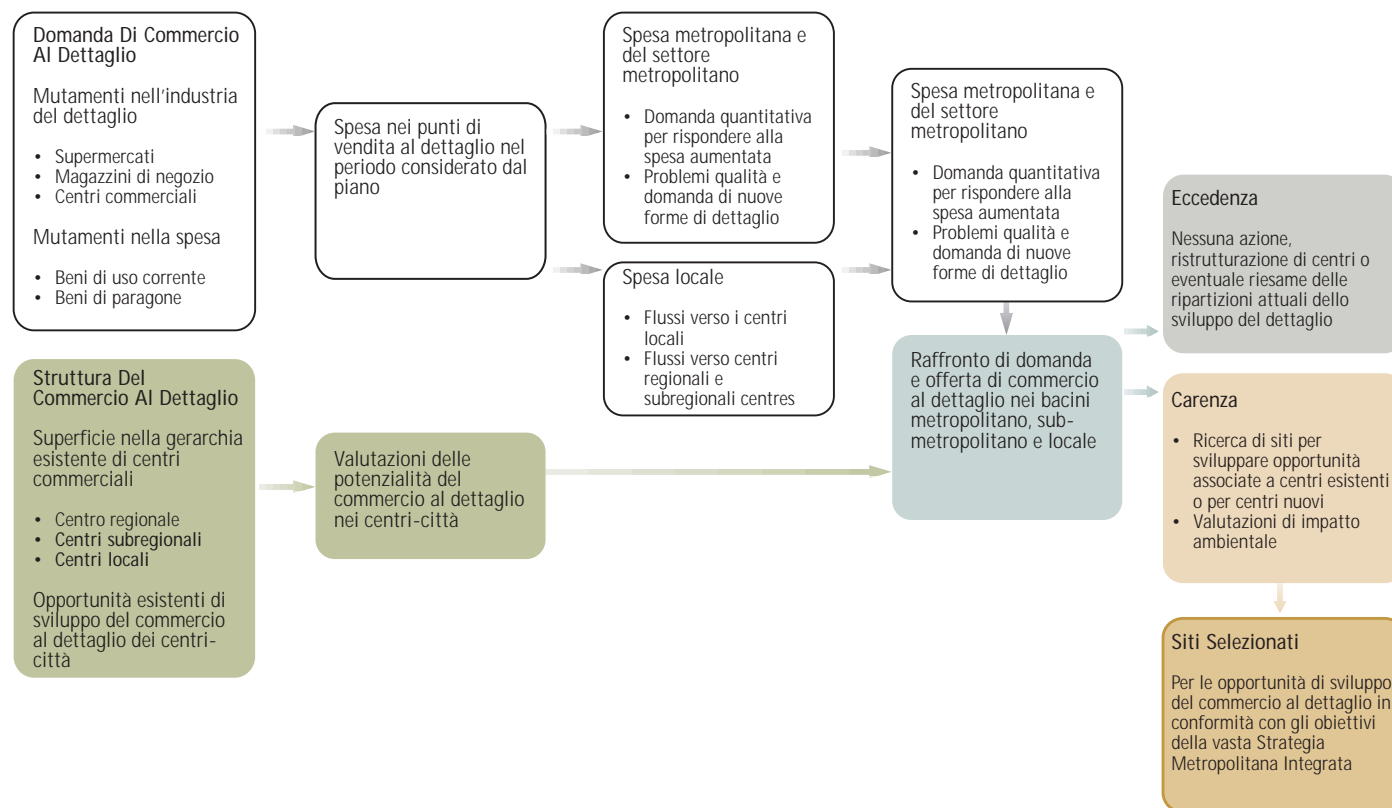 Domanda Di Commercio
Al Dettaglio
Mutamenti nell'industria
del dettaglio
• Supermercati
• Magazzini di negozio
• Centri commerciali
Mutamenti nella spesa
• Beni di uso corrente
• Beni di paragone
Spesa nei punti di
vendita al dettaglio nel
periodo considerato dal
piano
Spesa metropolitana e
del settore
metropolitano
• Domanda quantitativa
per rispondere alla
spesa aumentata
• Problemi qualità e
domanda di nuove
forme di dettaglio
Spesa locale
• Flussi verso i centri
locali
• Flussi verso centri
regionali e
subregionali centres
Spesa metropolitana e
del settore
metropolitano
• Domanda quantitativa
per rispondere alla
spesa aumentata
• Problemi qualità e
domanda di nuove
forme di dettaglio
Struttura Del
Commercio Al Dettaglio
Superficie nella gerarchia
esistente di centri
commerciali
• Centro regionale
• Centri subregionali
• Centri locali
Opportunità esistenti di
sviluppo del commercio
al dettaglio dei centri-
città
Valutazioni delle
potenzialità del
commercio al dettaglio
nei centri-città
Raffronto di domanda
e offerta di commercio
al dettaglio nei bacini
metropolitano, sub-
metropolitano e locale
Eccedenza
Nessuna azione,
ristrutturazione di centri o
eventuale riesame delle
ripartizioni attuali dello
sviluppo del dettaglio
Carenza
• Ricerca di siti per
sviluppare opportunità
associate a centri esistenti
o per centri nuovi
• Valutazioni di impatto
ambientale
Siti Selezionati
Per le opportunità di sviluppo
del commercio al dettaglio in
conformità con gli obiettivi
della vasta Strategia
Metropolitana Integrata